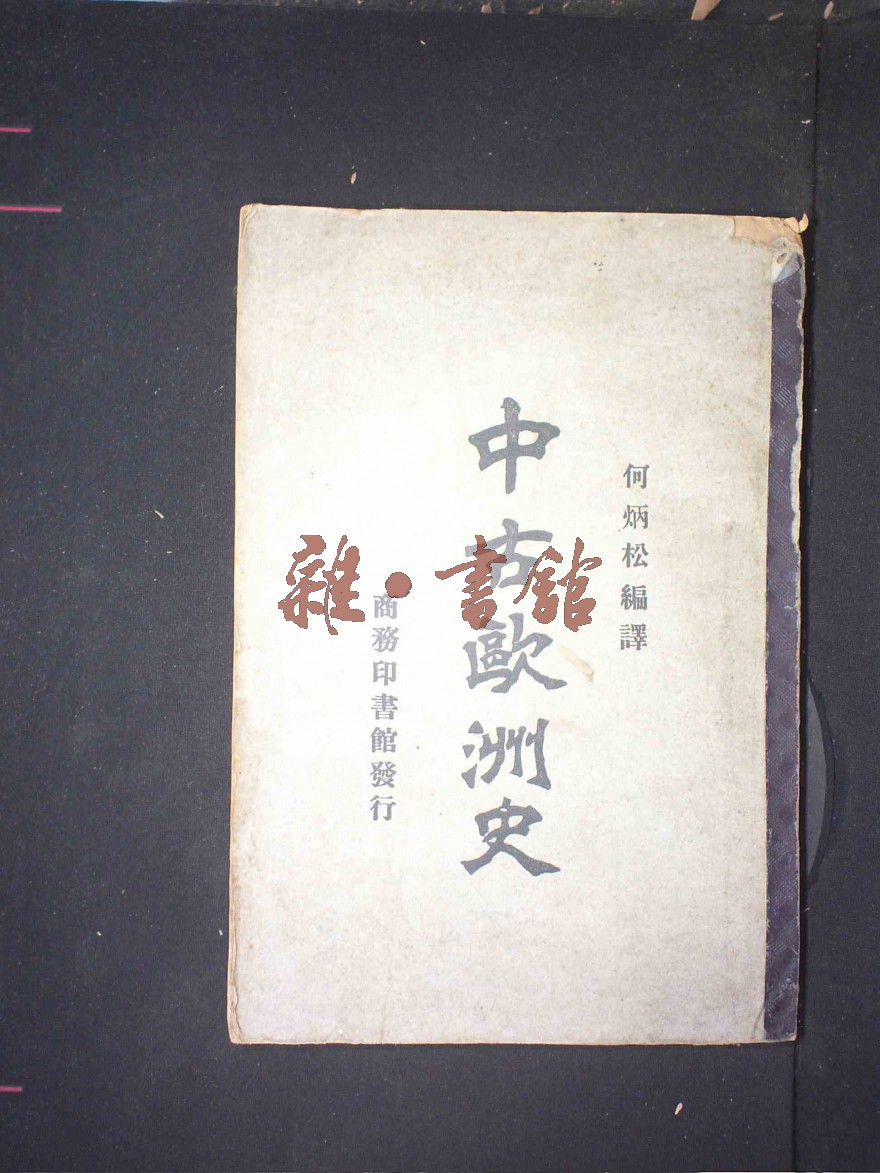 何炳松編譯
中古歐洲史
商務印書館發行
雜·書館